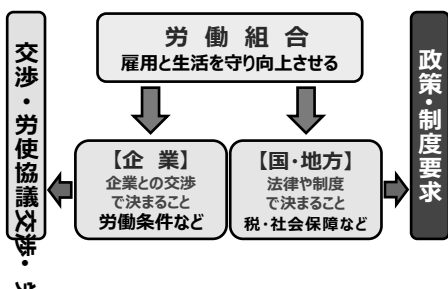 労働組合
雇用と生活を守り向上させる
交渉・労使協議交渉・労
【企 業】
企業との交渉
で決まること
労働条件など
【国・地方】
法律や制度
で決まること
税・社会保障など
政策・制度要求